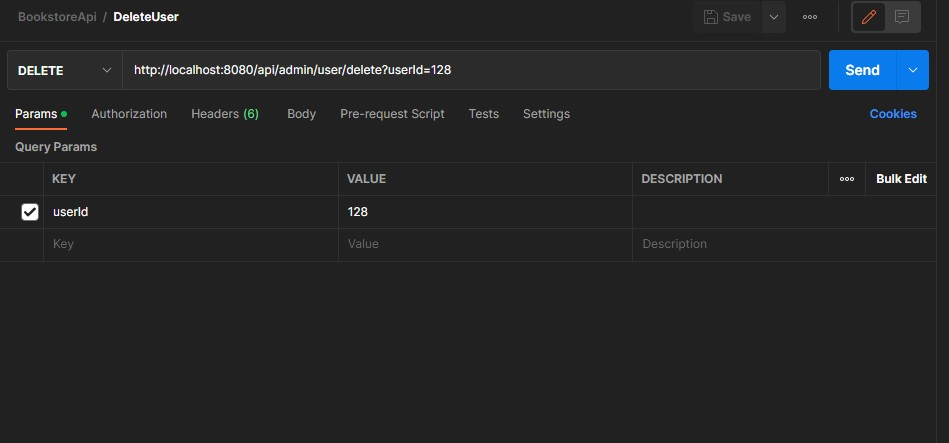 BookstoreApi / DeleteUser
Save
DELETE
http://localhost:8080/api/admin/user/delete?userId=128
Send
Params Authorization Headers (6) Body Pre-request Script Tests Settings Cookies
Query Params
KEY VALUE DESCRIPTION Bulk Edit
userId 128
Key Value Description